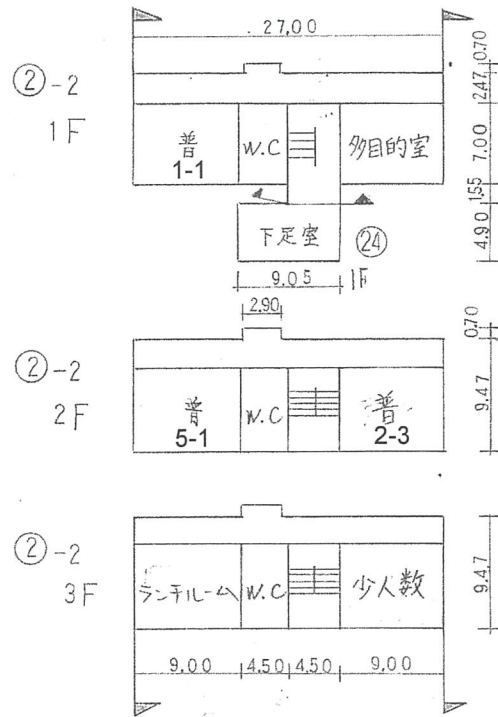 27.00
②-2
1F
普
1-1
W.C
多目的室
0.70
2.47
7.00
1.55
4.90
下足室
㉔
1F
9.05
2.90
②-2
2F
普
5-1
W.C
普
2-3
0.70
9.47
②-2
3F
ランチルーム
W.C
少人数
9.47
9.00 4.50 4.50 9.00